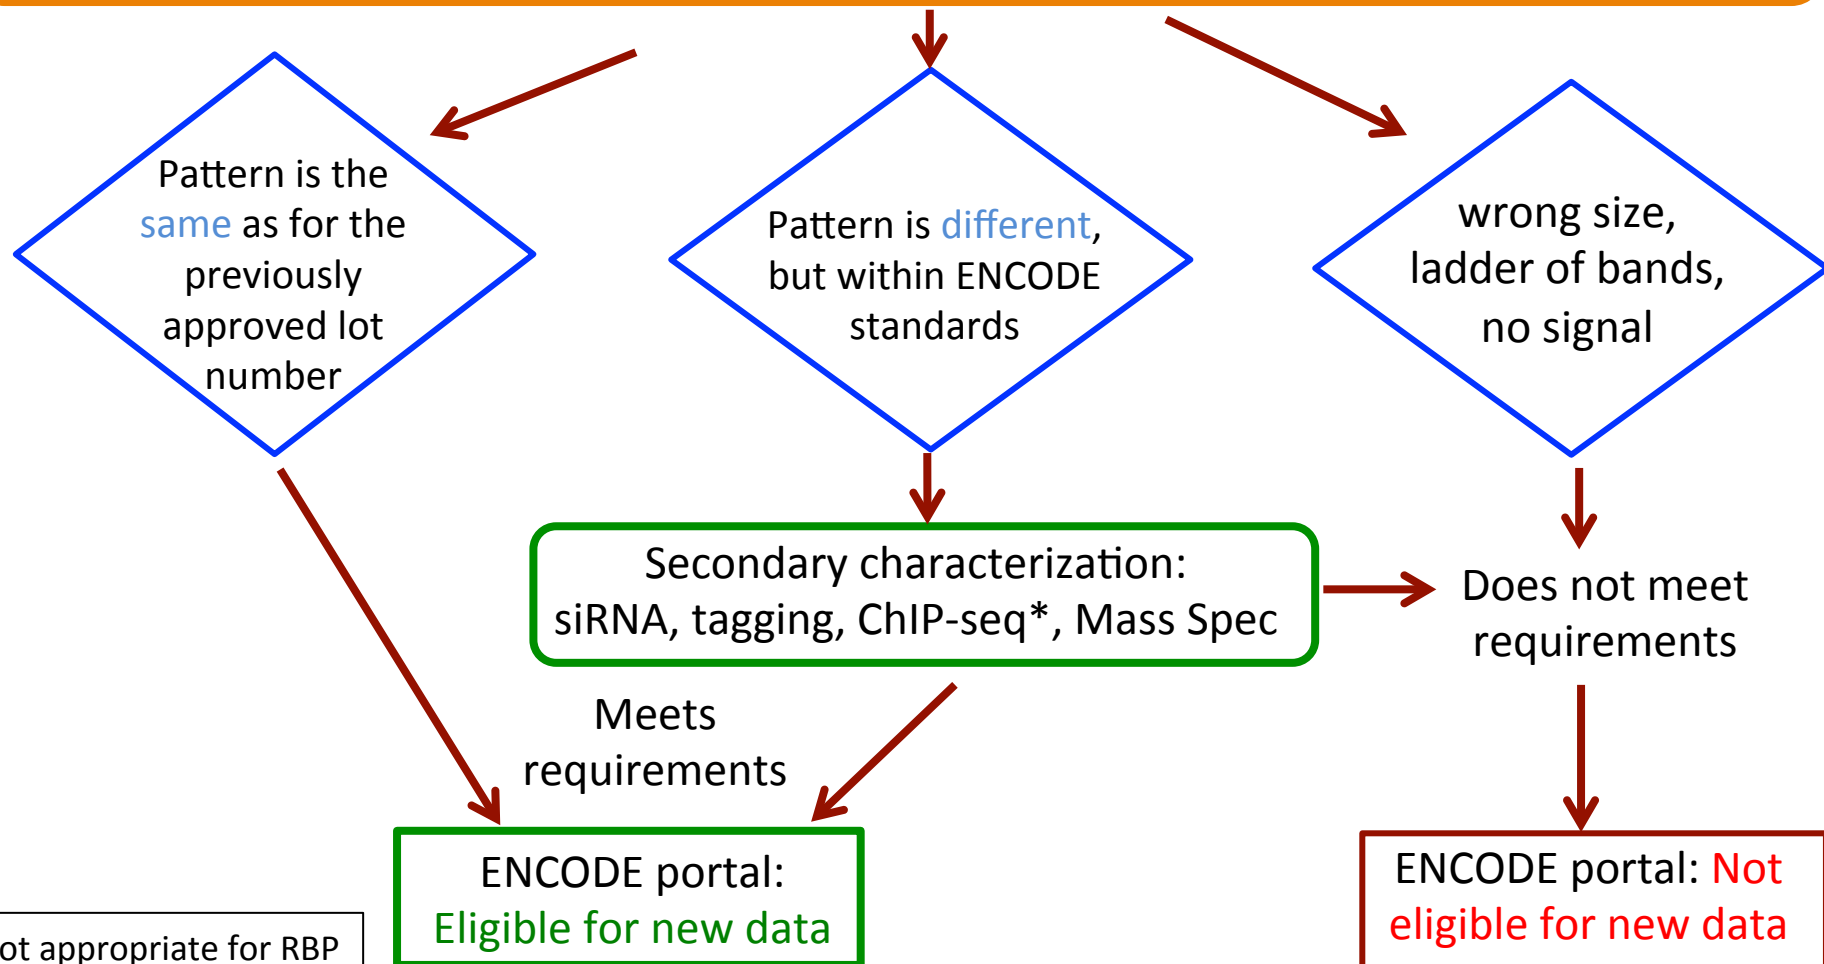 Pattern is the
same as for the
previously
approved lot
number
Pattern is different,
but within ENCODE
standards
wrong size,
ladder of bands,
no signal
Secondary characterization:
siRNA, tagging, ChIP-seq*, Mass Spec
Does not meet
requirements
Meets
requirements
ENCODE portal:
Eligible for new data
ENCODE portal: Not
eligible for new data
appropriate for RBP